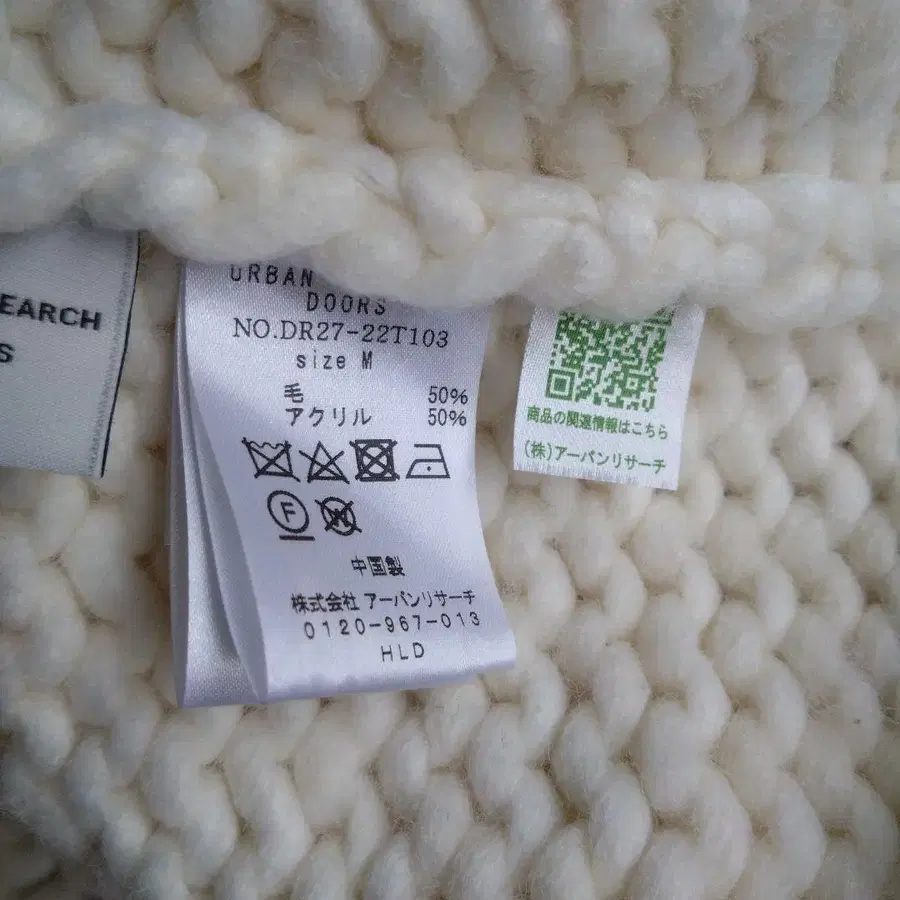 EARCH
S
URBAN
DOORS
NO.DR27-22T103
size M
毛 50%
アクリル 50%
F
W
中国製
株式会社 アーバンリサーチ
0120-967-013
HLD
商品の関連情報はこちら
(株)アーバンリサーチ